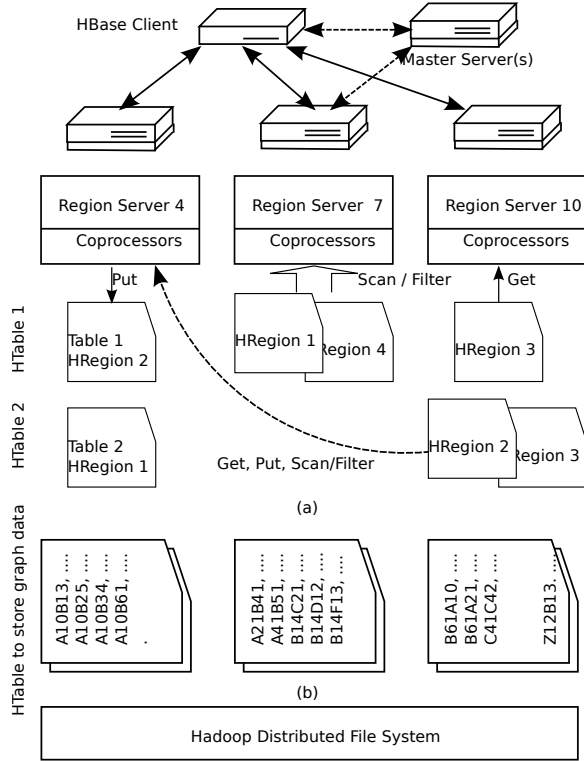 HBase Client
Master Server(s)
Region Server 4
Coprocessors
Region Server 7
Coprocessors
Region Server 10
Coprocessors
Put
Scan / Filter
Get
HTable 1
Table 1
HRegion 2
HRegion 1
Region 4
HRegion 3
HTable 2
Table 2
HRegion 1
HRegion 2
Region 3
Get, Put, Scan/Filter
(a)
HTable to store graph data
A10B13, ....
A10B25, .....
A10B34, .....
A10B61, ....
.
A21B41, ....
A41B51, ....
B14C21, .....
B14D12, ....
B14F13, ....
B61A10, ....
B61A21, ....
C41C42, ....
Z12B13. ....
(b)
Hadoop Distributed File System